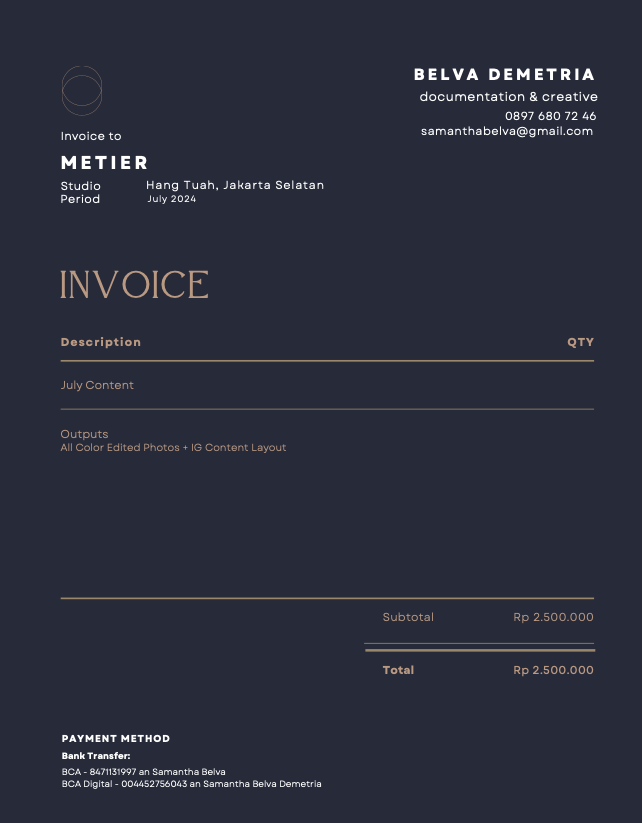 BELVA DEMETRIA
documentation & creative
0897 680 72 46
samanthabelva@gmail.com
Invoice to
METIER
Studio Hang Tuah, Jakarta Selatan
Period July 2024
INVOICE
Description QTY
July Content
Outputs
All Color Edited Photos + IG Content Layout
Subtotal Rp 2.500.000
Total Rp 2.500.000
PAYMENT METHOD
Bank Transfer:
BCA - 8471131997 an Samantha Belva
BCA Digital - 004452756043 an Samantha Belva Demetria